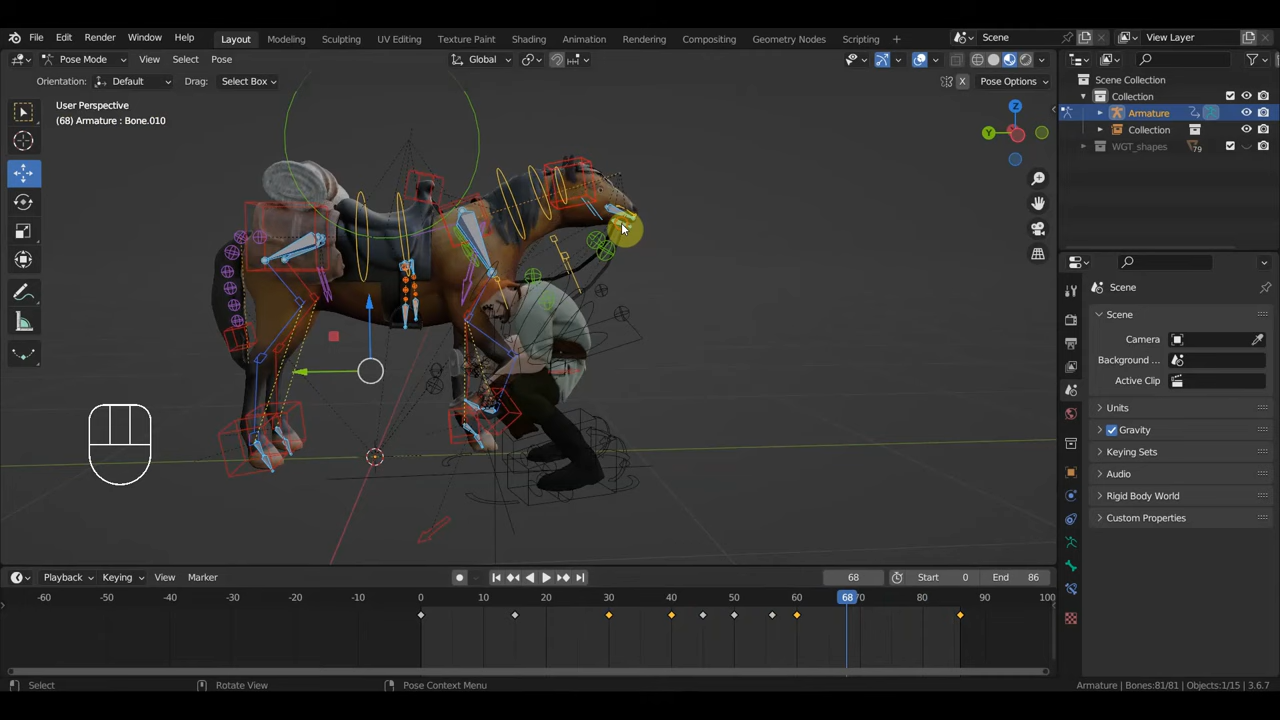 File Edit Render Window Help Layout Modeling Sculpting UV Editing Texture Paint Shading Animation Rendering Compositing Geometry Nodes Scripting + Scene View Layer
Pose Mode View Select Pose Global
Orientation: Default Drag: Select Box X Pose Options
User Perspective
(68) Armature : Bone.010
Z
Y
Scene Collection
Collection
Armature
Collection
WGT_shapes 79
Scene
Scene
Camera
Background ...
Active Clip
Units
Gravity
Keying Sets
Audio
Rigid Body World
Custom Properties
Playback Keying View Marker 68 Start 0 End 86
-60 -50 -40 -30 -20 -10 0 10 20 30 40 50 60 68 70 80 90 100
Select Rotate View Pose Context Menu Armature | Bones:81/81 | Objects:1/15 | 3.6.7